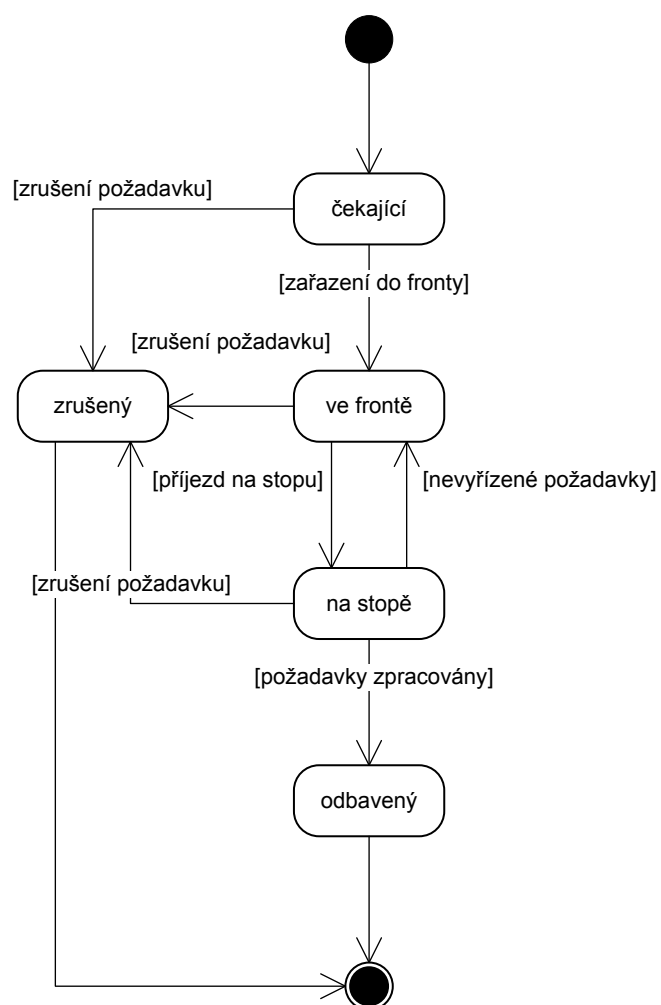 [zrušení požadavku]
čekající
[zařazení do fronty]
[zrušení požadavku]
zrušený
ve frontě
[příjezd na stopu]
[nevyřízené požadavky]
[zrušení požadavku]
na stopě
[požadavky zpracovány]
odbavený